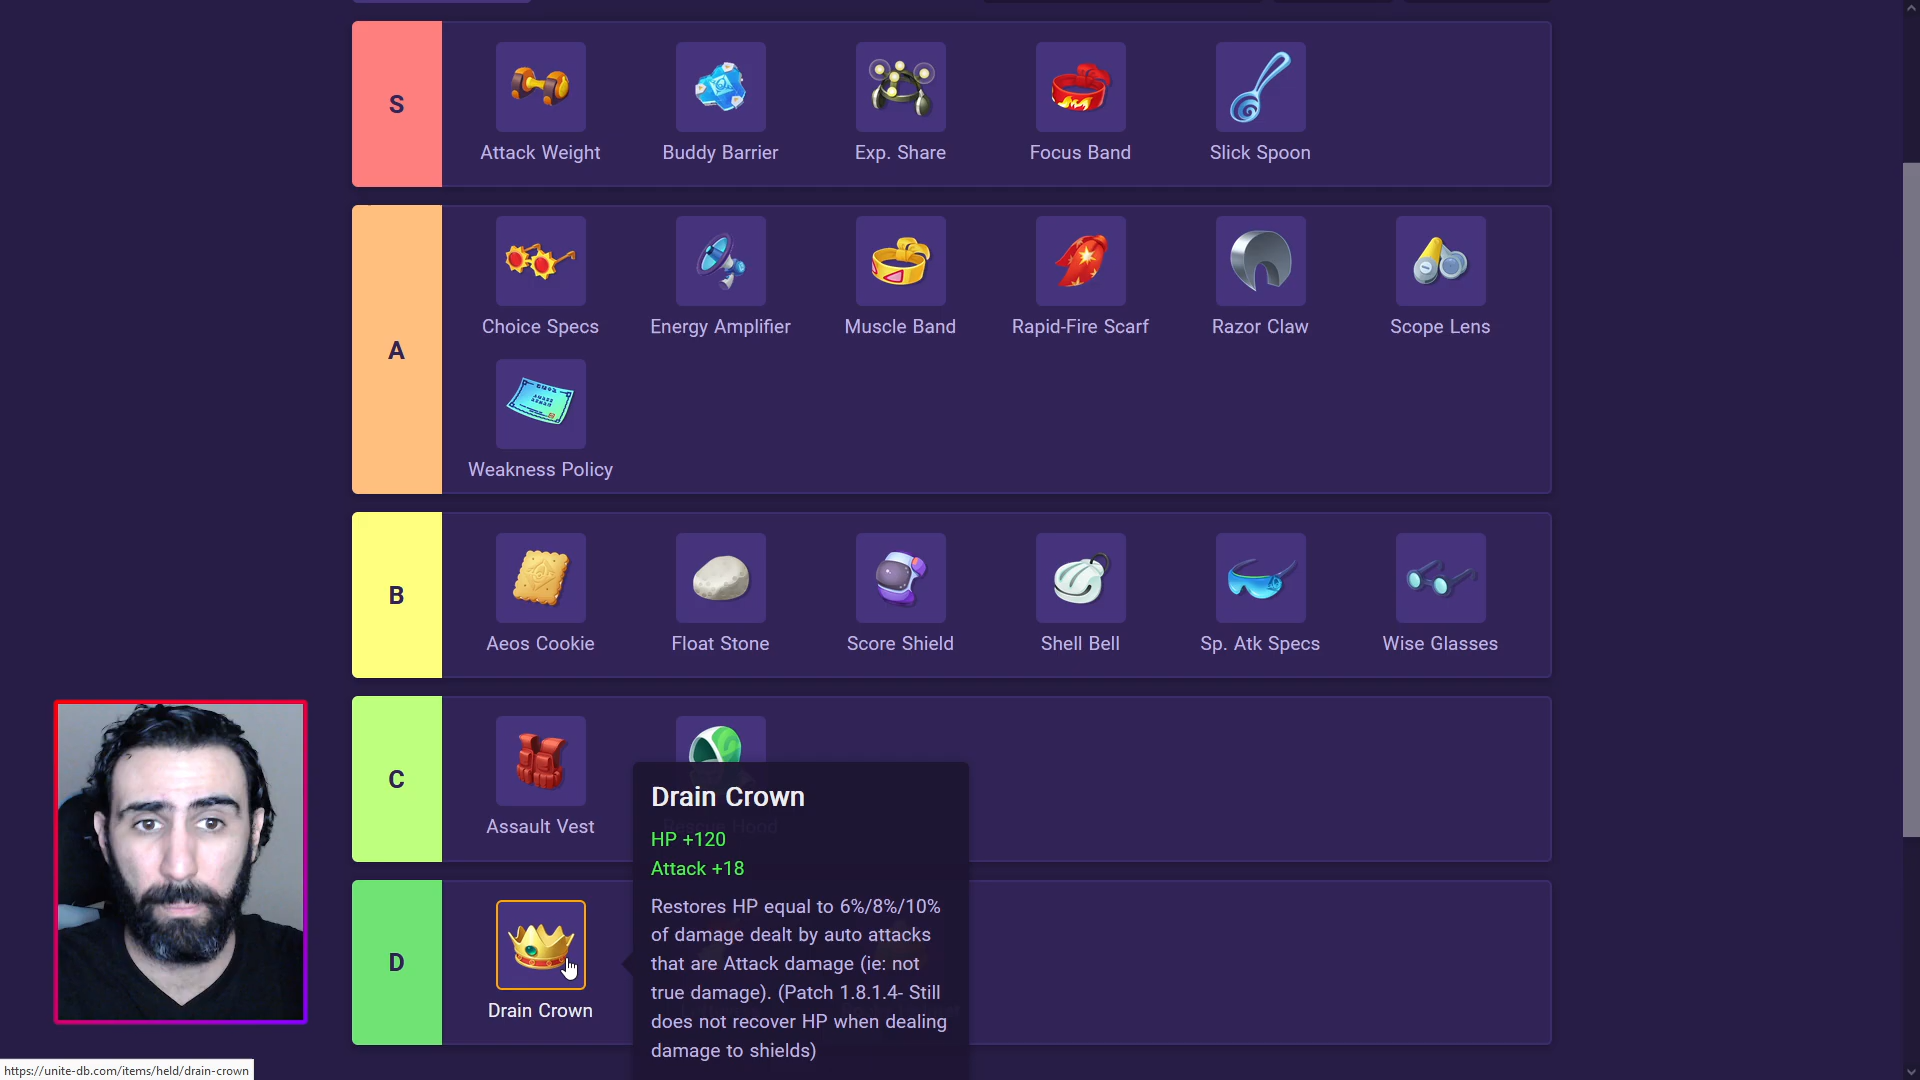 S
Attack Weight
Buddy Barrier
Exp. Share
Focus Band
Slick Spoon
A
Choice Specs
Energy Amplifier
Muscle Band
Rapid-Fire Scarf
Razor Claw
Scope Lens
Weakness Policy
B
Aeos Cookie
Float Stone
Score Shield
Shell Bell
Sp. Atk Specs
Wise Glasses
C
Assault Vest
Rescue Hood
Drain Crown
HP +120
Attack +18
Restores HP equal to 6%/8%/10%
of damage dealt by auto attacks
that are Attack damage (ie: not
true damage). (Patch 1.8.1.4- Still
does not recover HP when dealing
damage to shields)
D
Drain Crown
https://unite-db.com/items/held/drain-crown